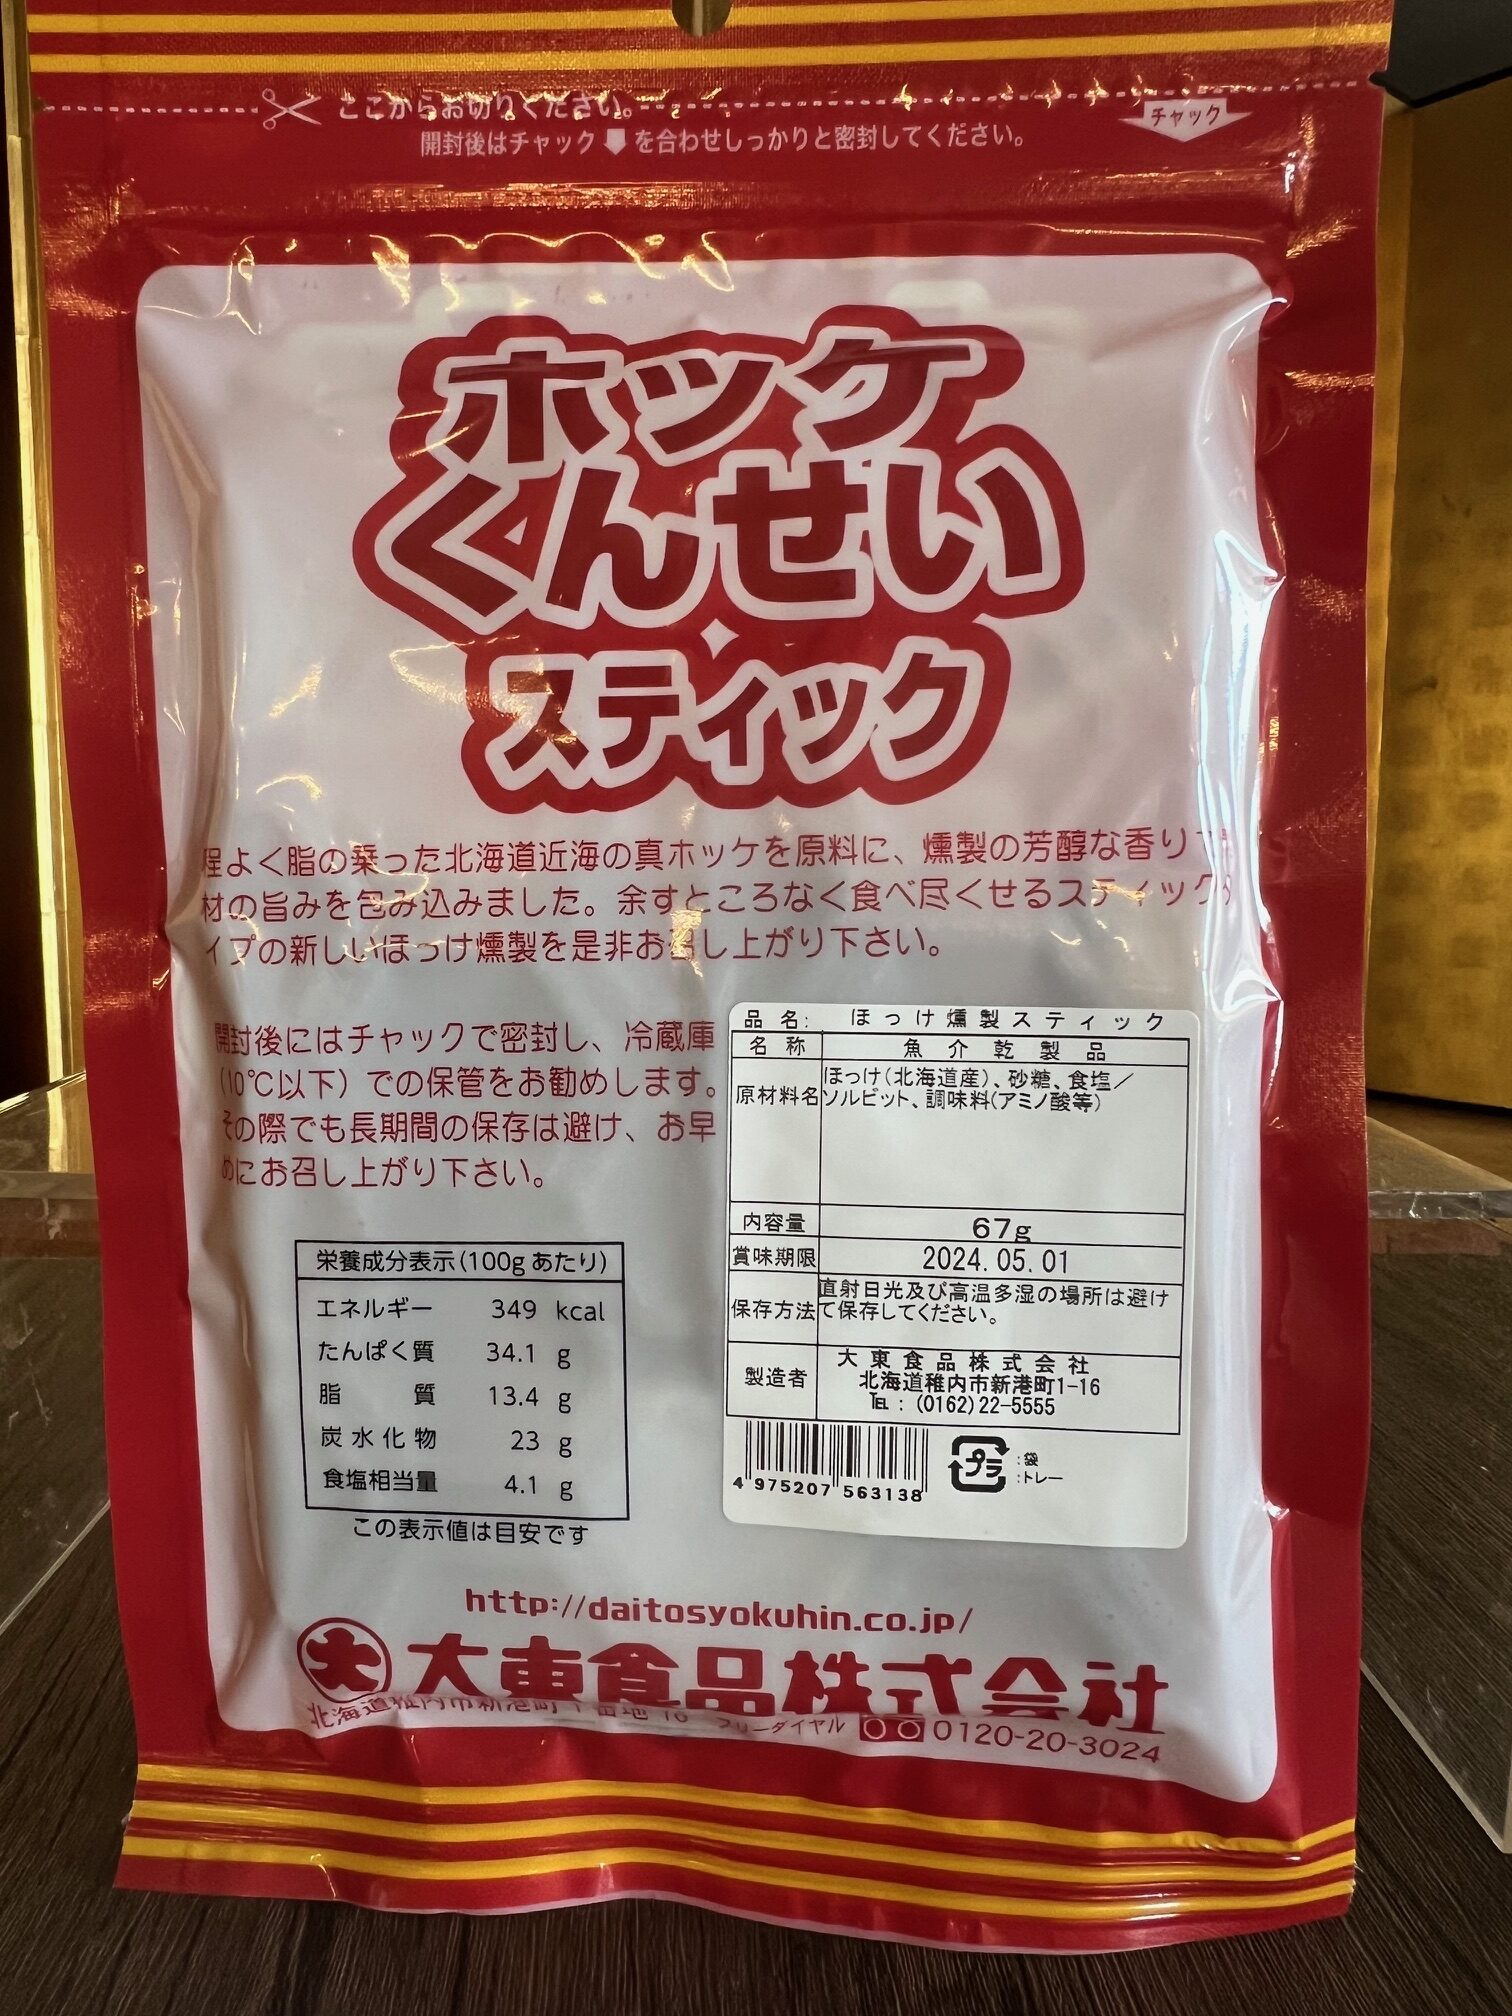 ここからお切りください。
開封後はチャック を合わせしっかりと密封してください。
チャック
ホッケ
くんせい
スティック
程よく脂の乗った北海道近海の真ホッケを原料に、燻製の芳醇な香りで
材の旨みを包み込みました。余すところなく食べ尽くせるスティック
イプの新しいほっけ燻製を是非お召し上がり下さい。
開封後にはチャックで密封し、冷蔵庫
(10℃以下)での保管をお勧めします。
その際でも長期間の保存は避け、お早
めにお召し上がり下さい。
品名: ほっけ燻製スティック
名称 魚介乾製品
原材料名 ほっけ(北海道産)、砂糖、食塩/
ソルビット、調味料(アミノ酸等)
内容量 67g
賞味期限 2024.05.01
保存方法 直射日光及び高温多湿の場所は避け
て保存してください。
製造者 大東食品株式会社
北海道稚内市新港町1-16
TEL : (0162)22-5555
4 975207 563138
プラ :袋
:トレー
栄養成分表示(100gあたり)
エネルギー 349 kcal
たんぱく質 34.1 g
脂質 13.4 g
炭水化物 23 g
食塩相当量 4.1 g
この表示値は目安です
http://daitosyokuhin.co.jp/
大 大東食品株式会社
北海道稚内市新港町 番地16 フリーダイヤル 0120-20-3024